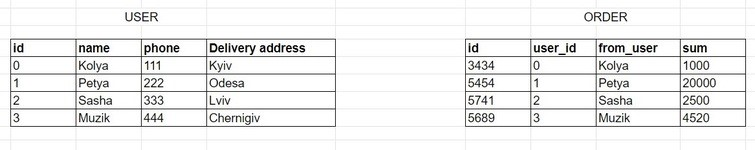 USER ORDER
id name phone Delivery address id user_id from_user sum
0 Kolya 111 Kyiv 3434 0 Kolya 1000
1 Petya 222 Odesa 5454 1 Petya 20000
2 Sasha 333 Lviv 5741 2 Sasha 2500
3 Muzik 444 Chernigiv 5689 3 Muzik 4520